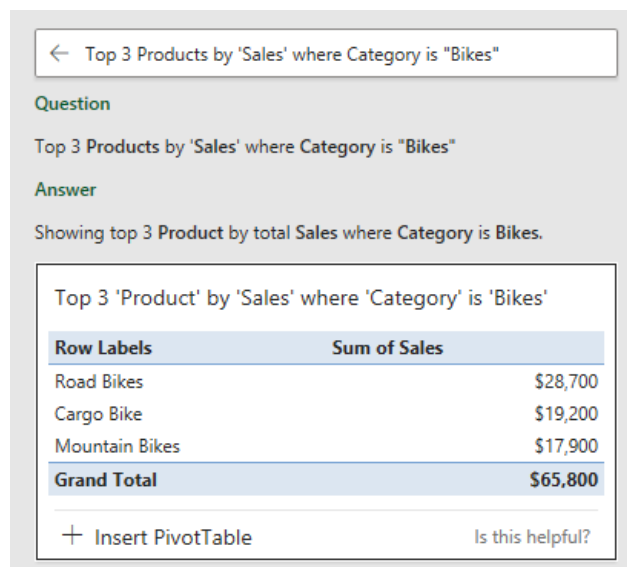 ← Top 3 Products by 'Sales' where Category is "Bikes"
Question
Top 3 Products by 'Sales' where Category is "Bikes"
Answer
Showing top 3 Product by total Sales where Category is Bikes.
Top 3 'Product' by 'Sales' where 'Category' is 'Bikes'
Row Labels Sum of Sales
Road Bikes $28,700
Cargo Bike $19,200
Mountain Bikes $17,900
Grand Total $65,800
+ Insert PivotTable Is this helpful?